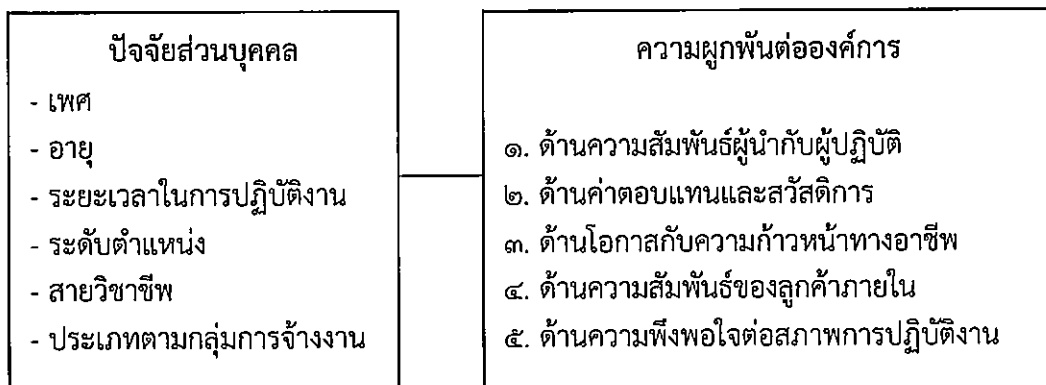 ปัจจัยส่วนบุคคล
- เพศ
- อายุ
- ระยะเวลาในการปฏิบัติงาน
- ระดับตำแหน่ง
- สายวิชาชีพ
- ประเภทตามกลุ่มการจ้างงาน
ความผูกพันต่อองค์การ
๑. ด้านความสัมพันธ์ผู้นำกับผู้ปฏิบัติ
๒. ด้านค่าตอบแทนและสวัสดิการ
๓. ด้านโอกาสกับความก้าวหน้าทางอาชีพ
๔. ด้านความสัมพันธ์ของลูกค้าภายใน
๕. ด้านความพึงพอใจต่อสภาพการปฏิบัติงาน